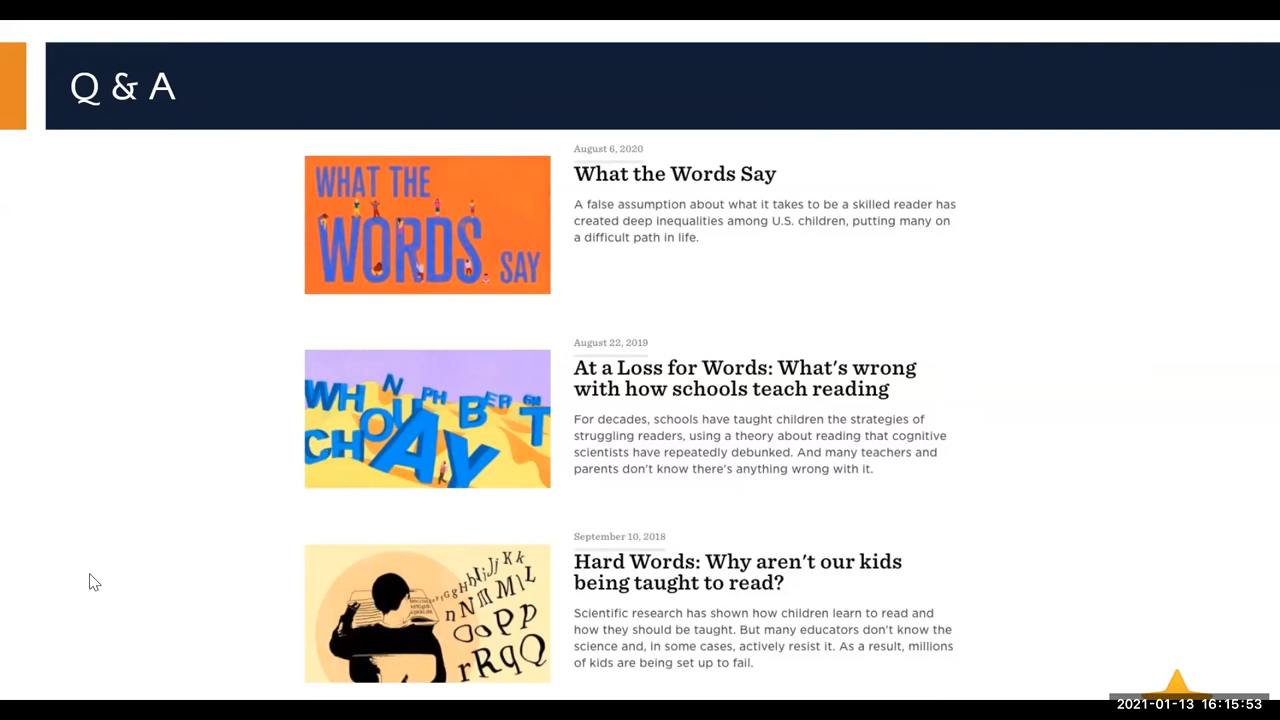 Q & A
August 6, 2020
What the Words Say
A false assumption about what it takes to be a skilled reader has
created deep inequalities among U.S. children, putting many on
a difficult path in life.
WHAT THE
WORDS SAY
August 22, 2019
At a Loss for Words: What's wrong
with how schools teach reading
For decades, schools have taught children the strategies of
struggling readers, using a theory about reading that cognitive
scientists have repeatedly debunked. And many teachers and
parents don't know there's anything wrong with it.
WH N PH B ER GH T
CH OU A Y
September 10, 2018
Hard Words: Why aren't our kids
being taught to read?
Scientific research has shown how children learn to read and
how they should be taught. But many educators don't know the
science and, in some cases, actively resist it. As a result, millions
of kids are being set up to fail.
2021-01-13 16:15:53